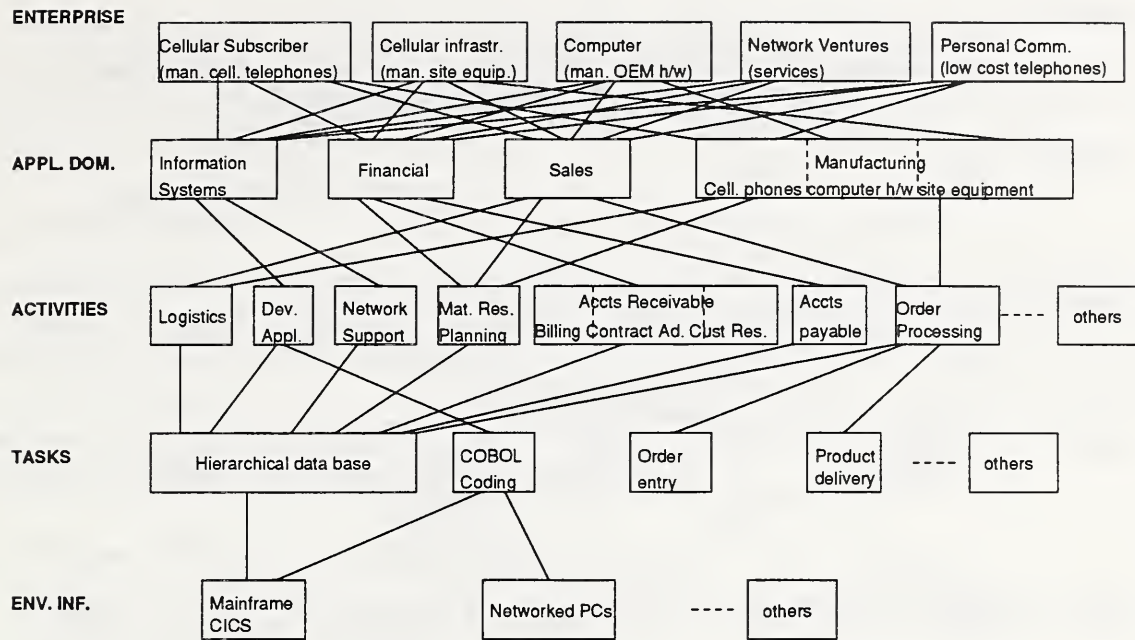 ENTERPRISE
Cellular Subscriber
(man. cell. telephones)
Cellular infrastr.
(man. site equip.)
Computer
(man. OEM h/w)
Network Ventures
(services)
Personal Comm.
(low cost telephones)
APPL. DOM.
Information
Systems
Financial
Sales
Manufacturing
Cell. phones computer h/w site equipment
ACTIVITIES
Logistics
Dev.
Appl.
Network
Support
Mat. Res.
Planning
Accts Receivable
Billing Contract Ad. Cust Res.
Accts
payable
Order
Processing
others
TASKS
Hierarchical data base
COBOL
Coding
Order
entry
Product
delivery
others
ENV. INF.
Mainframe
CICS
Networked PCs
others